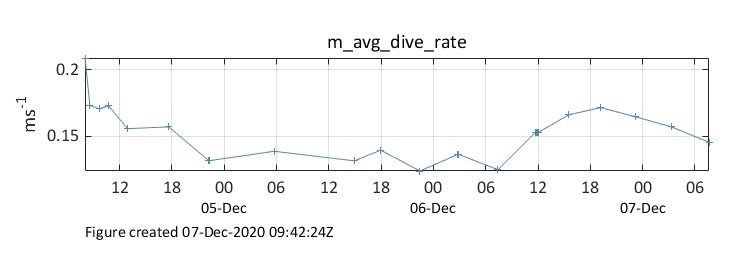 m_avg_dive_rate
ms-1
0.2
0.15
12 18 00 06 12 18 00 06 12 18 00 06
05-Dec 06-Dec 07-Dec
Figure created 07-Dec-2020 09:42:24Z